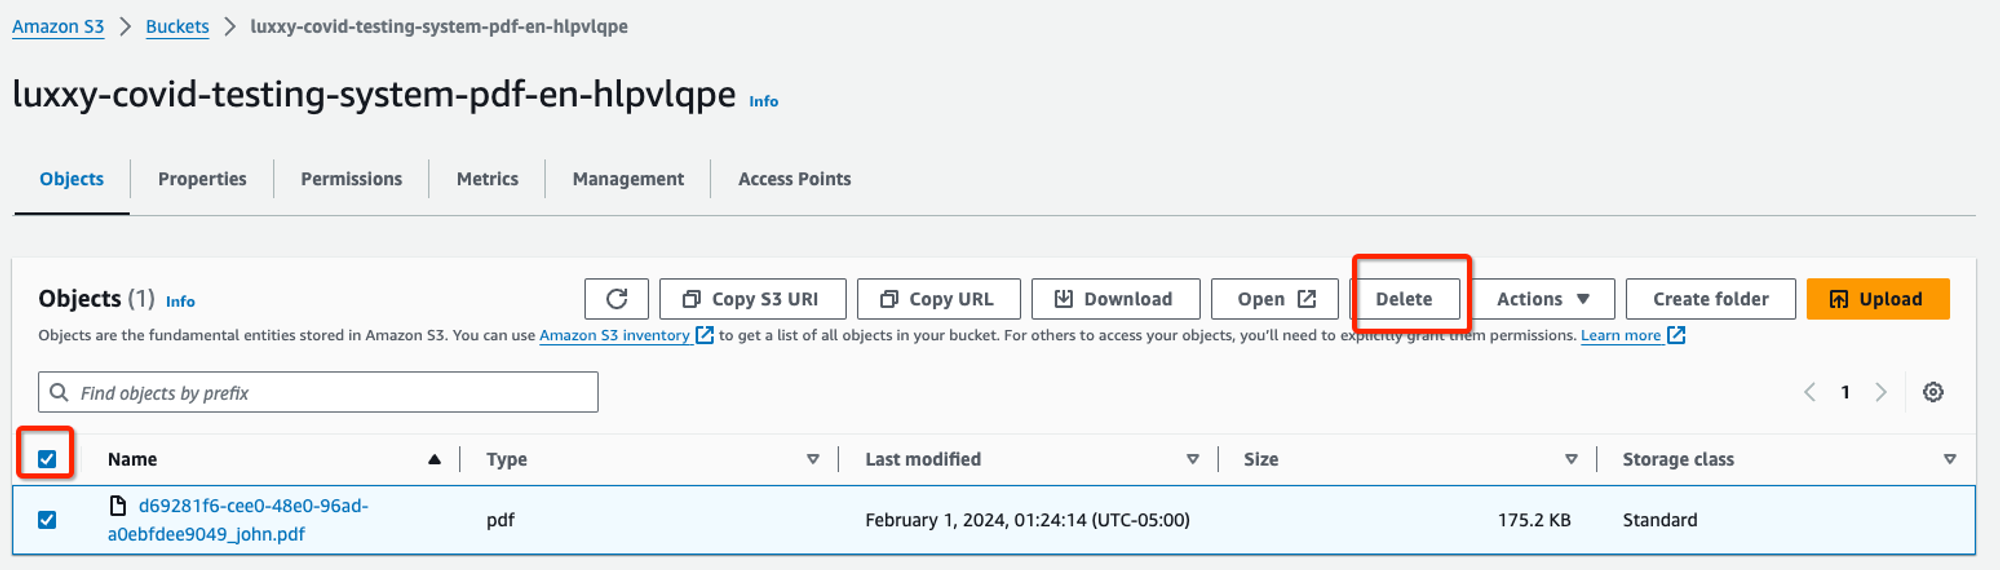 Amazon S3 > Buckets > luxxy-covid-testing-system-pdf-en-hlpvlqpe
luxxy-covid-testing-system-pdf-en-hlpvlqpe Info
Objects Properties Permissions Metrics Management Access Points
Objects (1) Info Copy S3 URI Copy URL Download Open Delete Actions Create folder Upload
Objects are the fundamental entities stored in Amazon S3. You can use Amazon S3 inventory to get a list of all objects in your bucket. For others to access your objects, you'll need to explicitly grant them permissions. Learn more
Find objects by prefix 1
Name Type Last modified Size Storage class
d69281f6-cee0-48e0-96ad-
a0ebfdee9049_john.pdf pdf February 1, 2024, 01:24:14 (UTC-05:00) 175.2 KB Standard